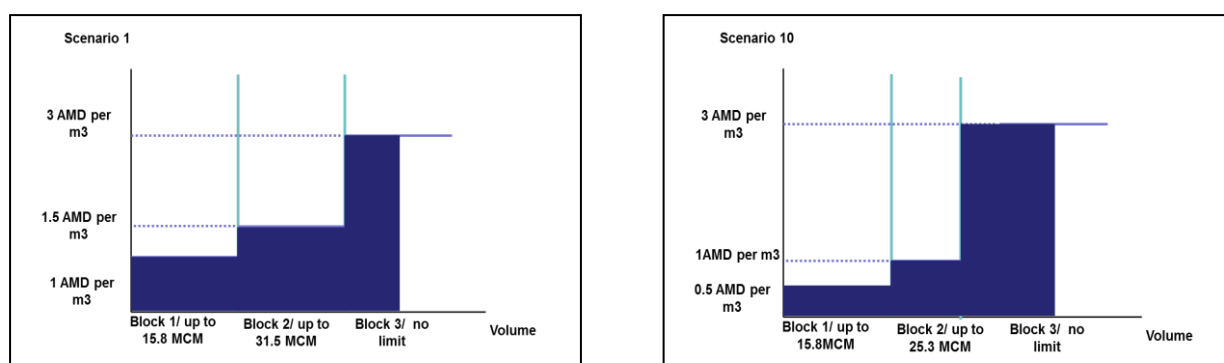 Scenario 1
3 AMD per
m3
1.5 AMD per
m3
1 AMD per
m3
Block 1/ up to
15.8 MCM
Block 2/ up to
31.5 MCM
Block 3/ no
limit
Volume
Scenario 10
3 AMD per
m3
1AMD per m3
0.5 AMD per
m3
Block 1/ up to
15.8MCM
Block 2/ up to
25.3 MCM
Block 3/ no
limit
Volume